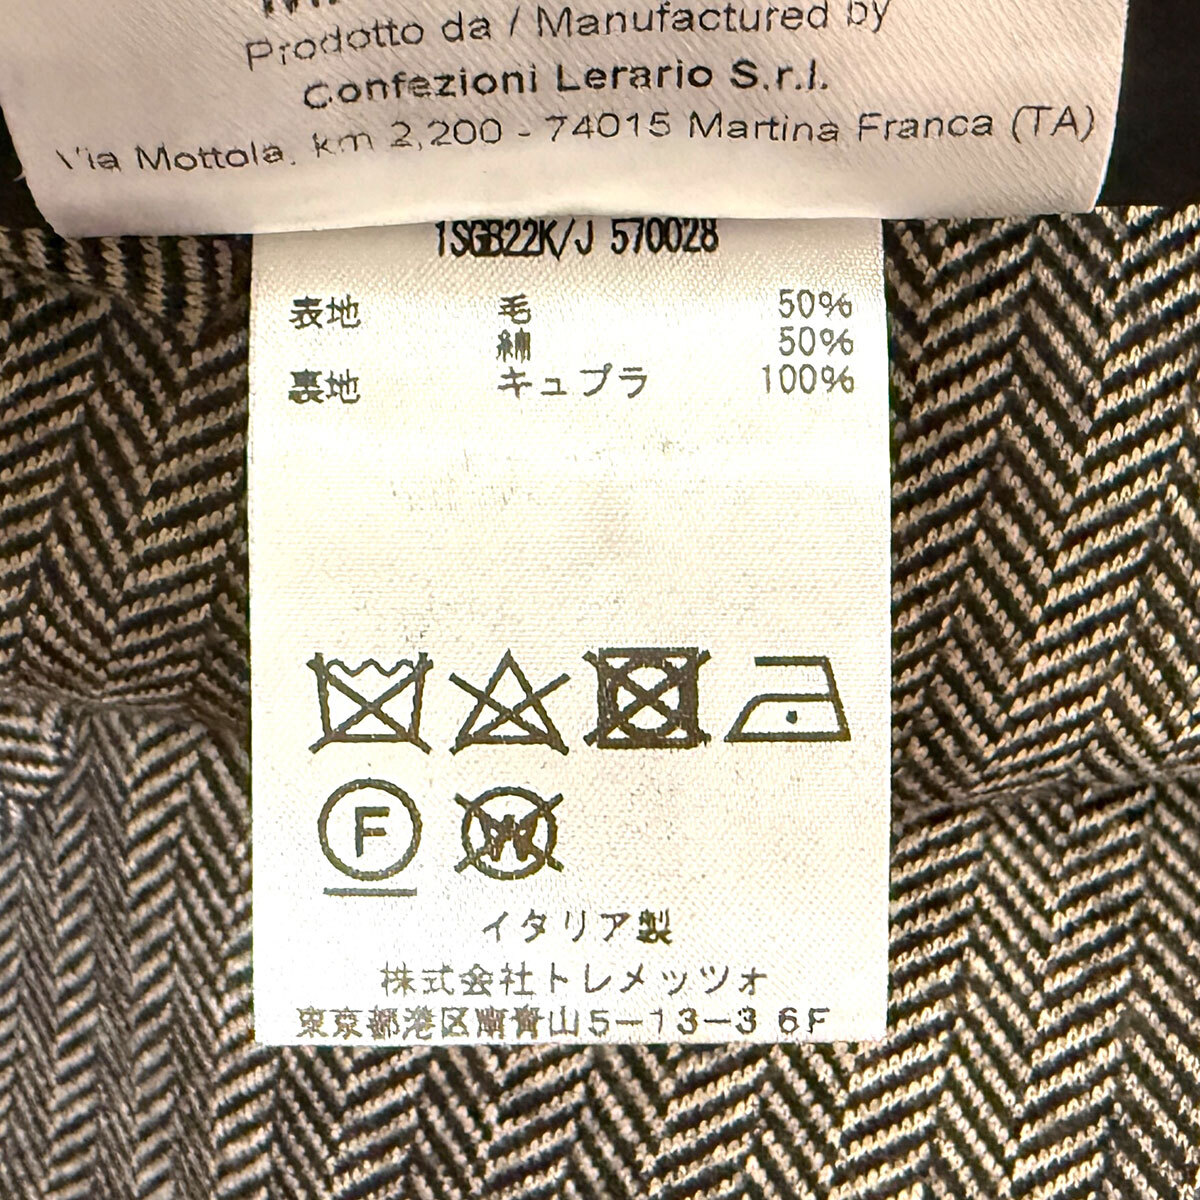 Prodotto da / Manufactured by
Confezioni Lerario S.r.l.
Via Mottola, km 2,200 - 74015 Martina Franca (TA)
1SGB22K/J 570028
表地 毛 50%
綿 50%
裏地 キュプラ 100%
F W
イタリア製
株式会社トレメッツォ
東京都港区南青山5-13-3 6F